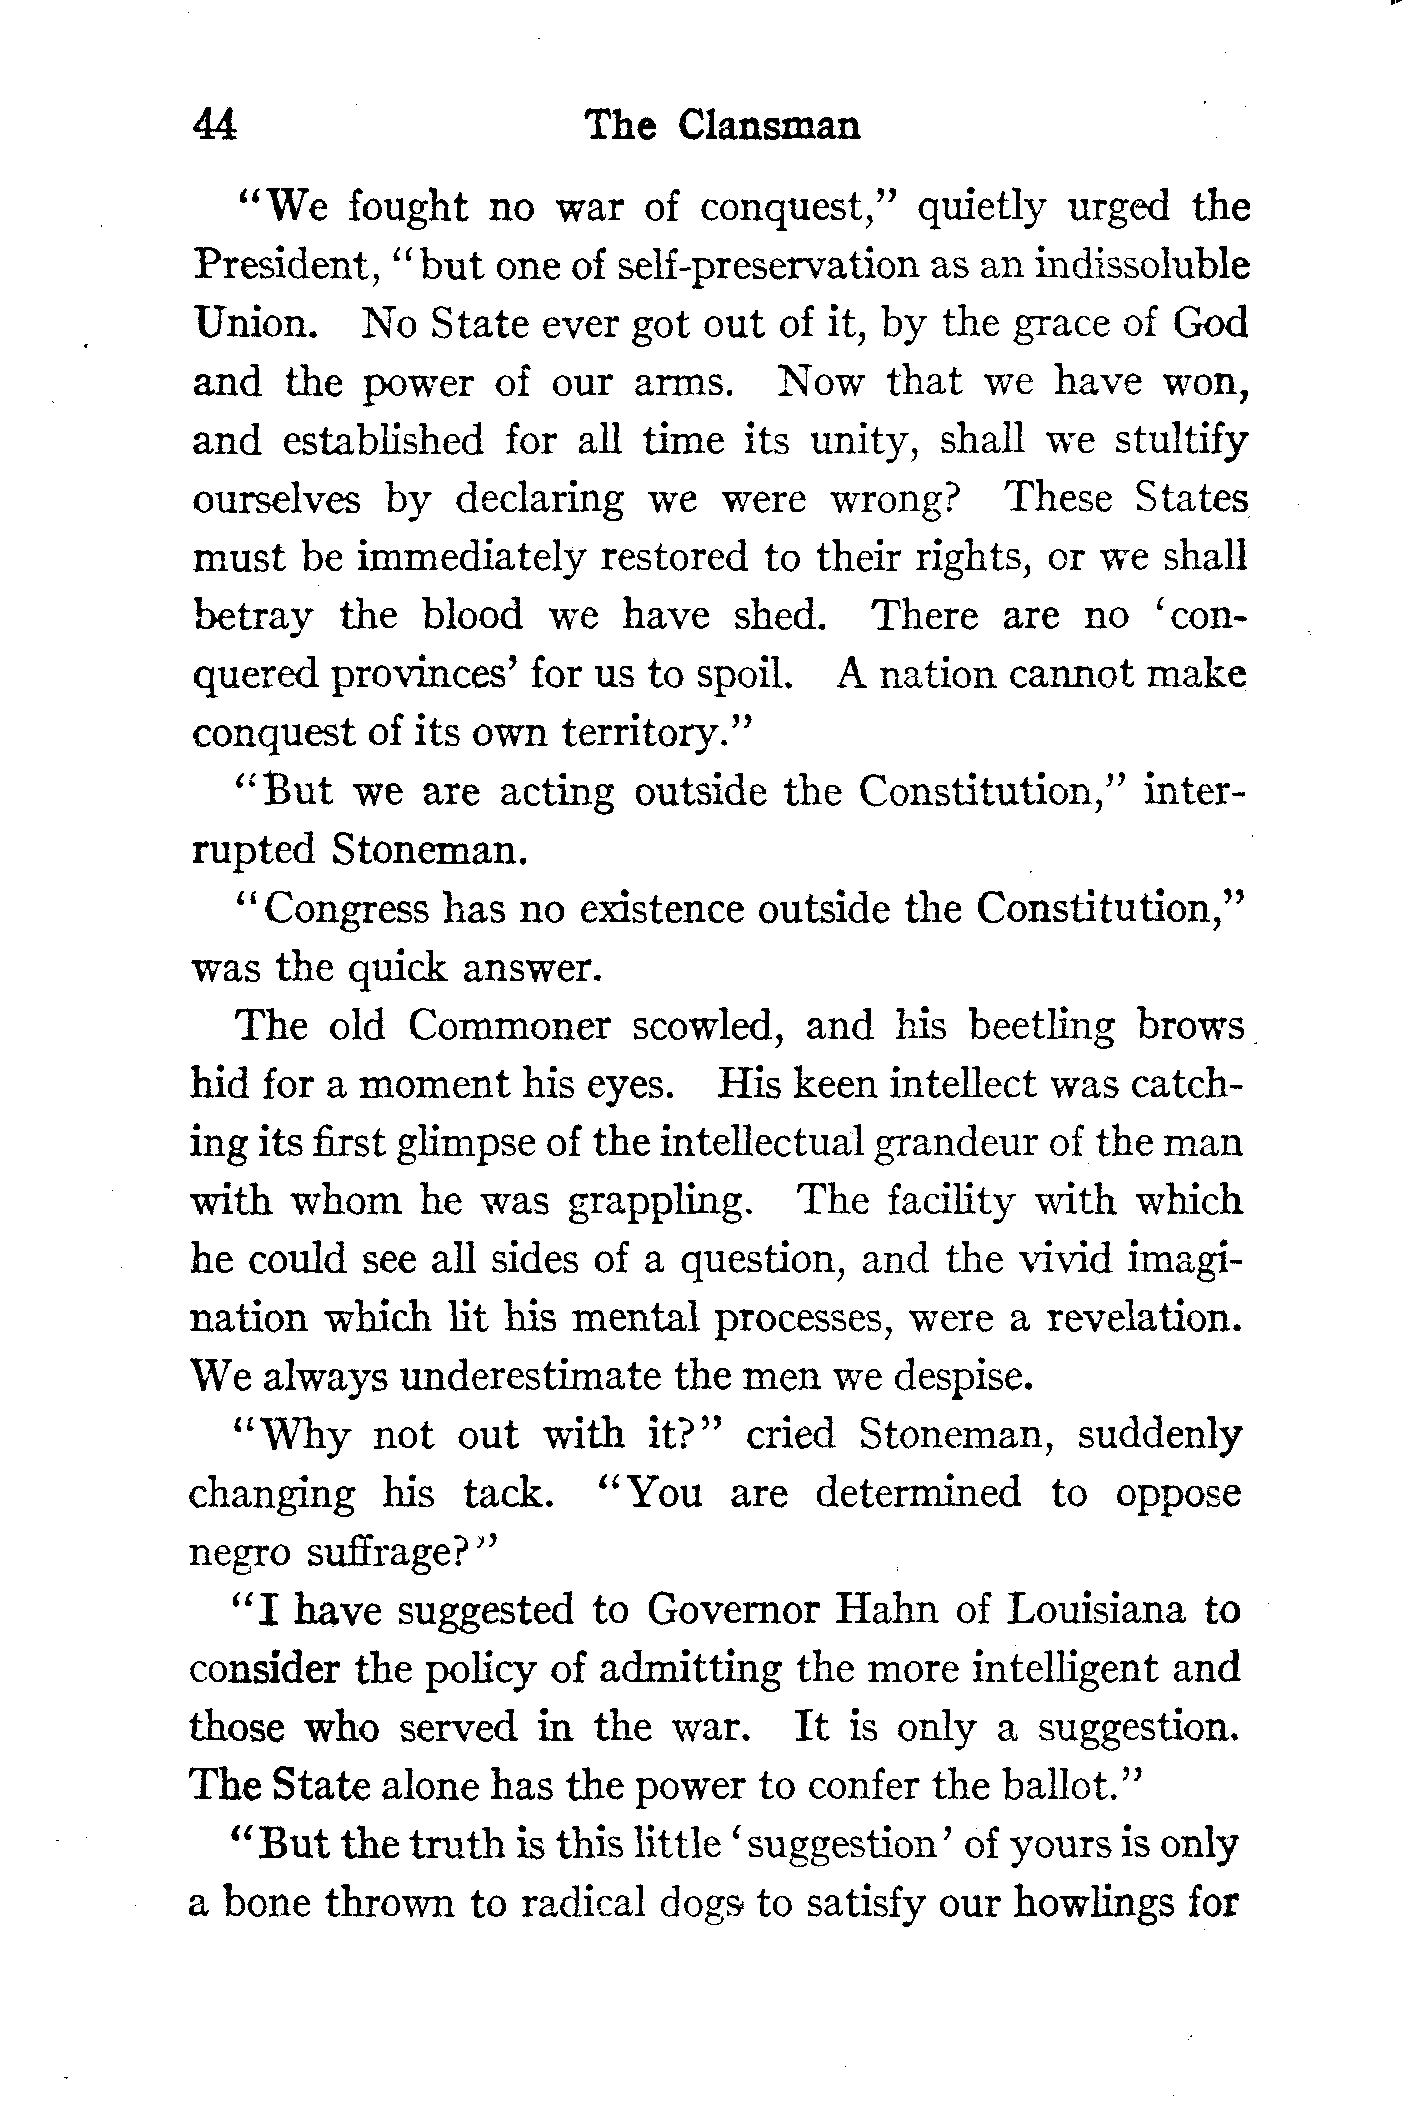 44 The Clansman
“We fought no war of conquest,” quietly urged the
President, “but one of self-preservation as an indissoluble
Union. No State ever got out of it, by the grace of God
and the power of our arms. Now that we have won,
and established for all time its unity, shall we stultify
ourselves by declaring we were wrong? These States
must be immediately restored to their rights, or we shall
betray the blood we have shed. There are no ‘con-
quered provinces’ for us to spoil. A nation cannot make
conquest of its own territory.”
“But we are acting outside the Constitution,” inter-
rupted Stoneman.
“Congress has no existence outside the Constitution,”
was the quick answer.
The old Commoner scowled, and his beetling brows
hid for a moment his eyes. His keen intellect was catch-
ing its first glimpse of the intellectual grandeur of the man
with whom he was grappling. The facility with which
he could see all sides of a question, and the vivid imagi-
nation which lit his mental processes, were a revelation.
We always underestimate the men we despise.
“Why not out with it?” cried Stoneman, suddenly
changing his tack. “You are determined to oppose
negro suffrage?”
“I have suggested to Governor Hahn of Louisiana to
consider the policy of admitting the more intelligent and
those who served in the war. It is only a suggestion.
The State alone has the power to confer the ballot.”
“But the truth is this little ‘suggestion’ of yours is only
a bone thrown to radical dogs to satisfy our howlings for